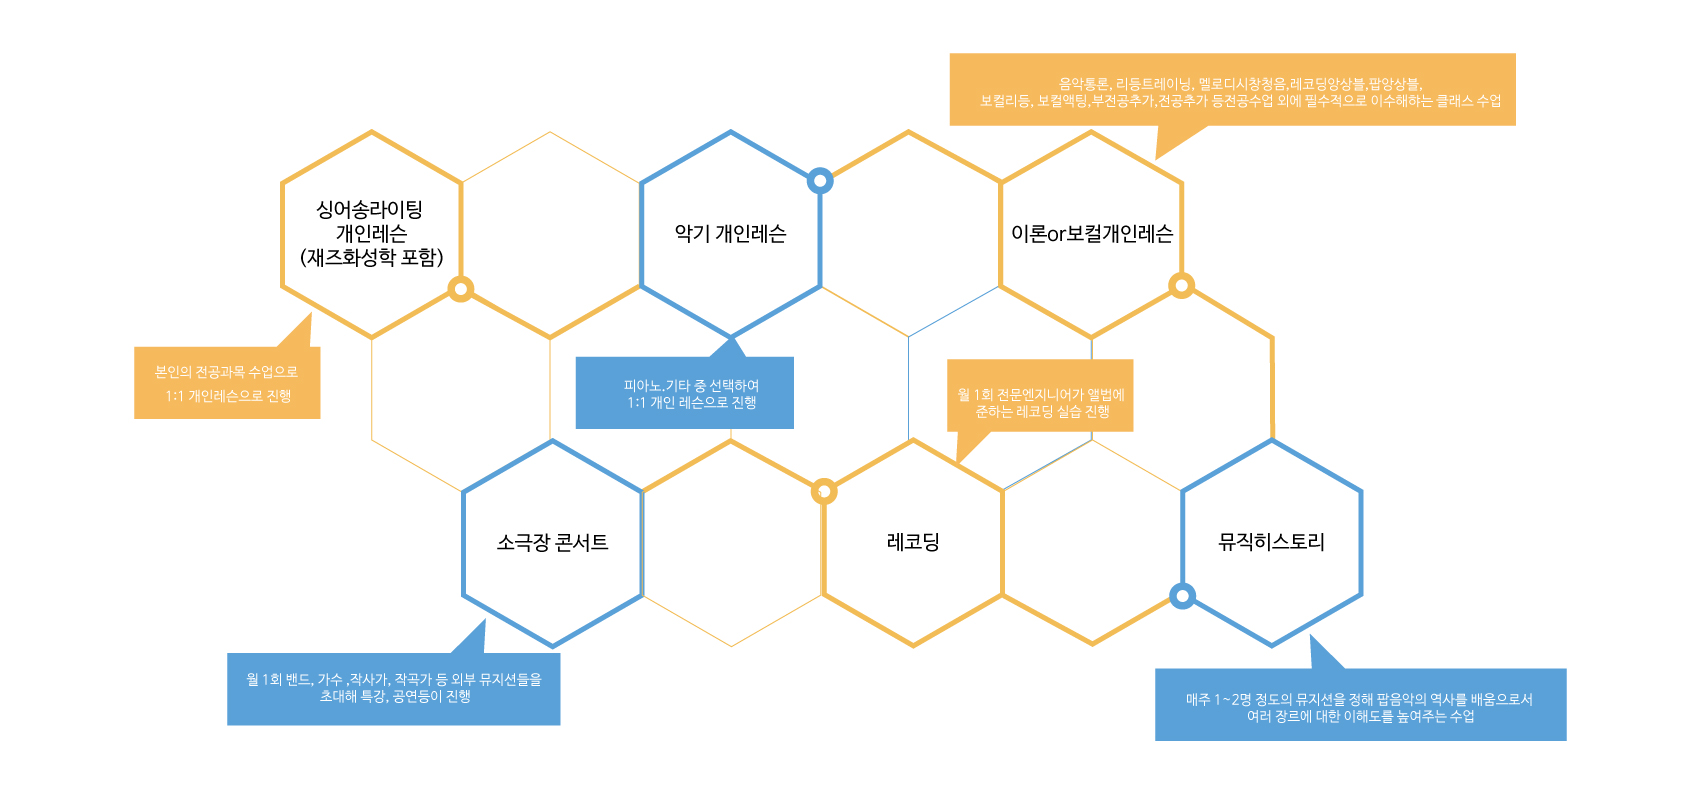 음악통론, 리듬트레이닝, 멜로디시창청음,레코딩앙상블,팝앙상블,
보컬리듬, 보컬액팅,부전공추가,전공추가 등전공수업 외에 필수적으로 이수해하는 클래스 수업
싱어송라이팅
개인레슨
(재즈화성학 포함)
악기 개인레슨
이론or보컬개인레슨
본인의 전공과목 수업으로
1:1 개인레슨으로 진행
피아노,기타 중 선택하여
1:1 개인 레슨으로 진행
월 1회 전문엔지니어가 앨범에
준하는 레코딩 실습 진행
소극장 콘서트
레코딩
뮤직히스토리
월 1회 밴드, 가수 ,작사가, 작곡가 등 외부 뮤지션들을
초대해 특강, 공연등이 진행
매주 1~2명 정도의 뮤지션을 정해 팝음악의 역사를 배움으로서
여러 장르에 대한 이해도를 높여주는 수업